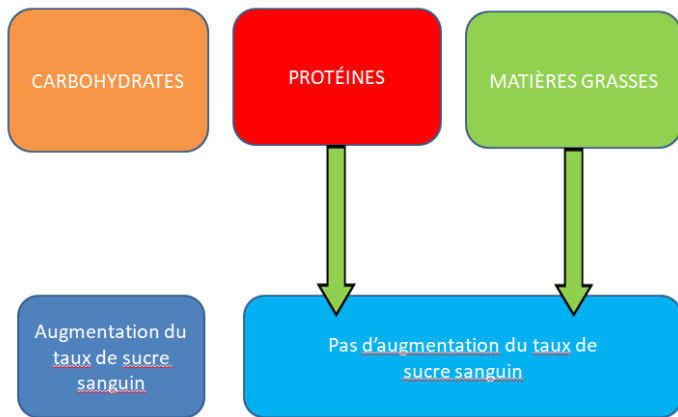 CARBOHYDRATES
PROTÉINES
MATIÈRES GRASSES
Augmentation du
taux de sucre
sanguin
Pas d’augmentation du taux de
sucre sanguin